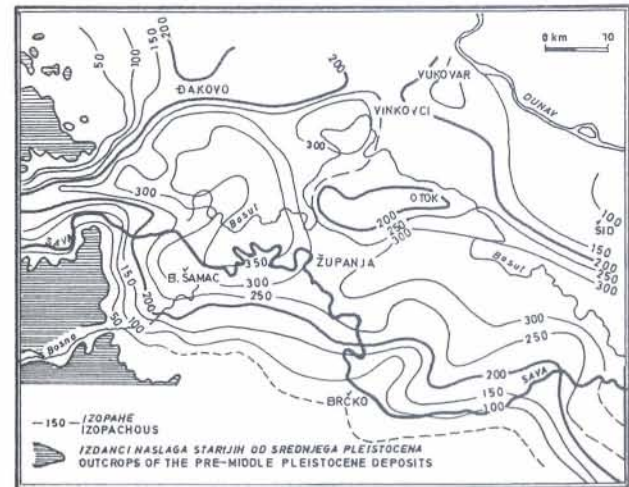 200
150
100
50
200
0 km 10
VUKOVAR
ĐAKOVO
DUNAV
VINKOVCI
300
300
Bosut
OTOK
100
ŠID
200
250
300
150
200
250
300
Bosut
SAVA
350
ŽUPANJA
B. ŠAMAC
300
250
150
200
50
100
Bosna
300
250
200
SAVA
150
100
BRČKO
—150— IZOPAHE
IZOPACHOUS
IZDANCI NASLAGA STARIJIH OD SREDNJEGA PLEISTOCENA
OUTCROPS OF THE PRE-MIDDLE PLEISTOCENE DEPOSITS